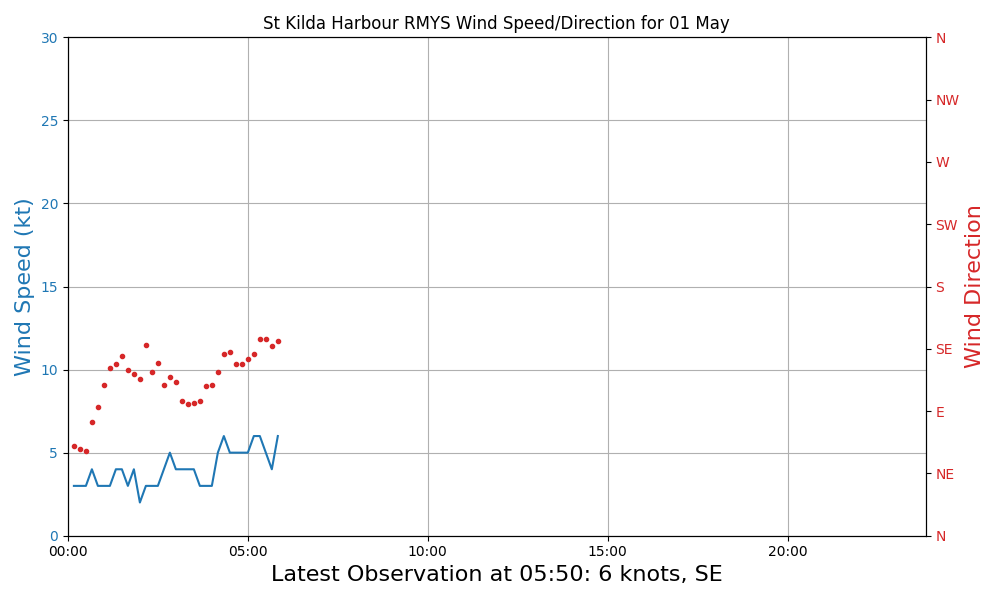 St Kilda Harbour RMYS Wind Speed/Direction for 01 May
30
25
20
15
10
5
0
Wind Speed (kt)
N
NW
W
SW
S
SE
E
NE
N
Wind Direction
00:00
05:00
10:00
15:00
20:00
Latest Observation at 05:50: 6 knots, SE